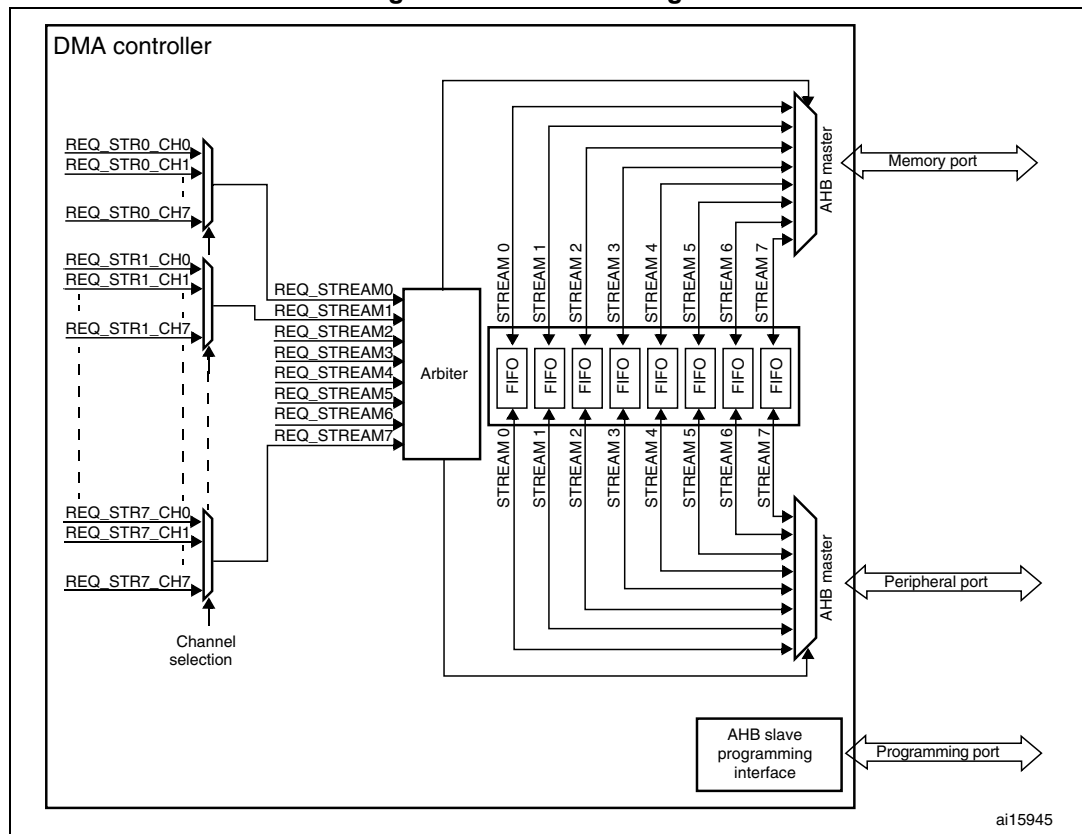 DMA controller
REQ_STR0_CH0
REQ_STR0_CH1
REQ_STR0_CH7
REQ_STR1_CH0
REQ_STR1_CH1
REQ_STR1_CH7
REQ_STR7_CH0
REQ_STR7_CH1
REQ_STR7_CH7
Channel
selection
REQ_STREAM0
REQ_STREAM1
REQ_STREAM2
REQ_STREAM3
REQ_STREAM4
REQ_STREAM5
REQ_STREAM6
REQ_STREAM7
Arbiter
STREAM 0
STREAM 1
STREAM 2
STREAM 3
STREAM 4
STREAM 5
STREAM 6
STREAM 7
FIFO
FIFO
FIFO
FIFO
FIFO
FIFO
FIFO
FIFO
STREAM 0
STREAM 1
STREAM 2
STREAM 3
STREAM 4
STREAM 5
STREAM 6
STREAM 7
AHB master
Memory port
AHB master
Peripheral port
AHB slave
programming
interface
Programming port
ai15945